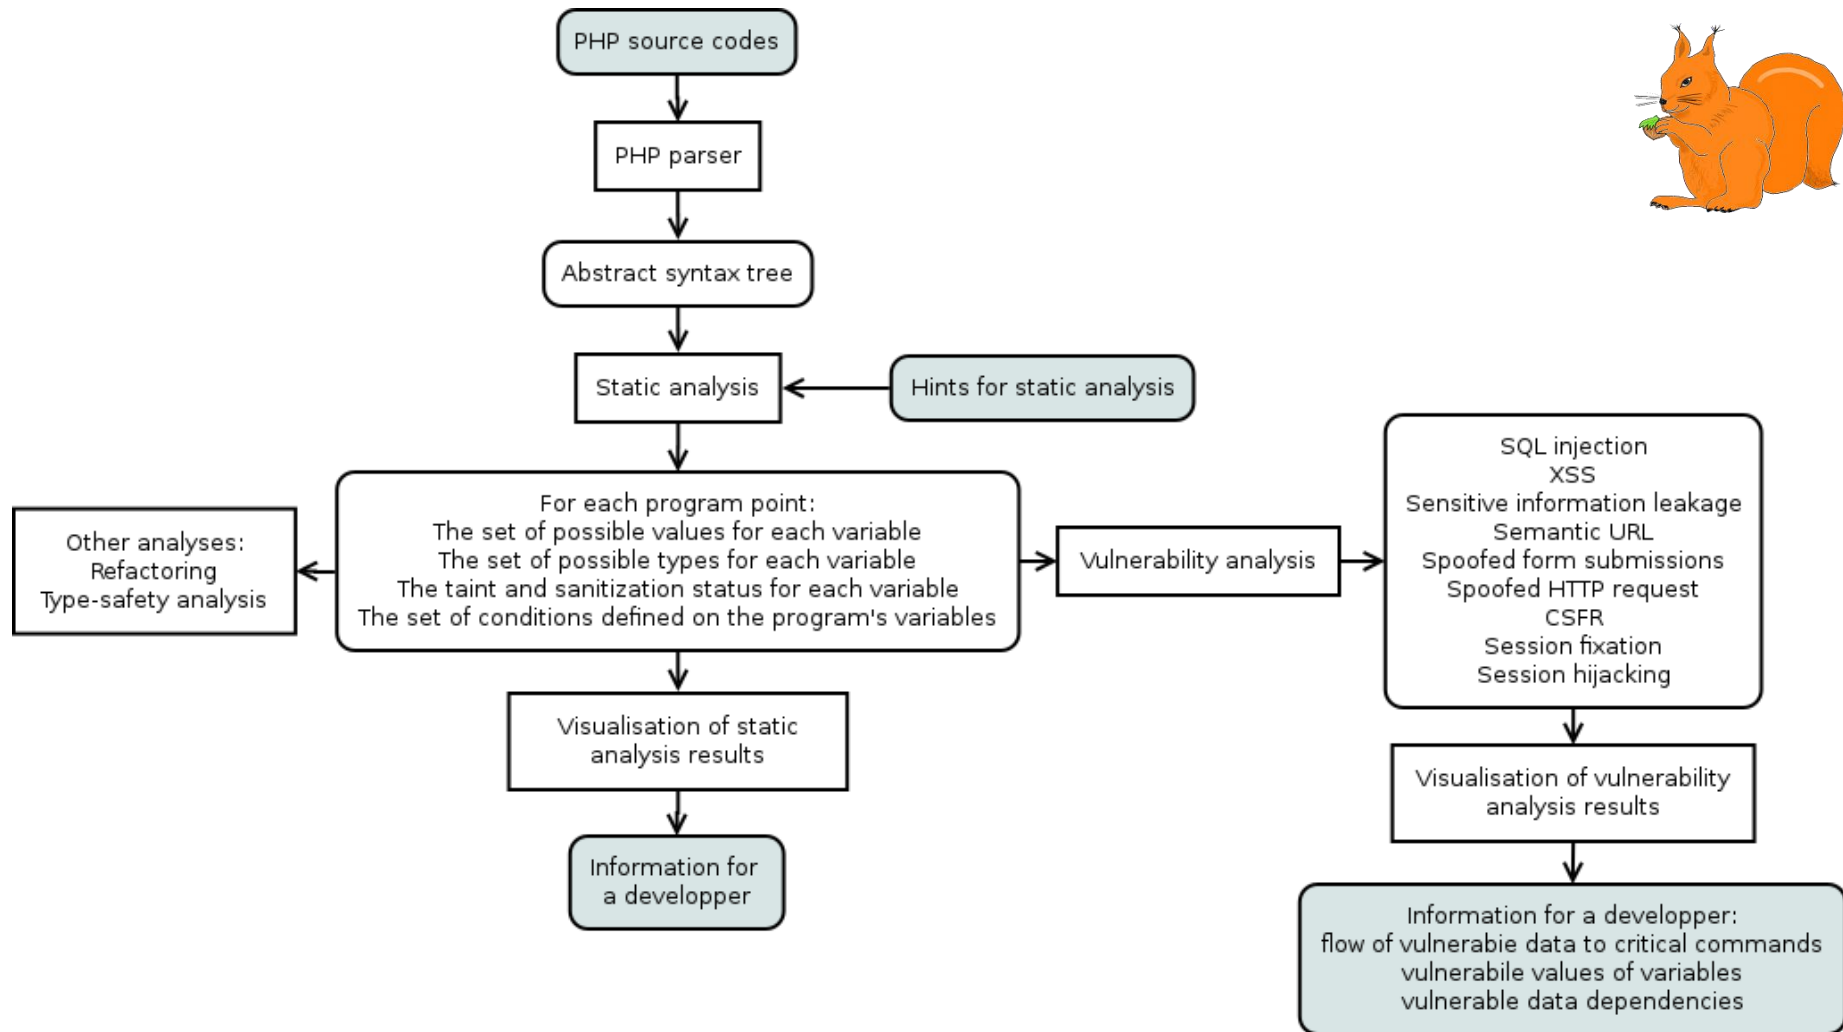 PHP source codes
PHP parser
Abstract syntax tree
Static analysis
Hints for static analysis
For each program point:
The set of possible values for each variable
The set of possible types for each variable
The taint and sanitization status for each variable
The set of conditions defined on the program's variables
Other analyses:
Refactoring
Type-safety analysis
Vulnerability analysis
SQL injection
XSS
Sensitive information leakage
Semantic URL
Spoofed form submissions
Spoofed HTTP request
CSFR
Session fixation
Session hijacking
Visualisation of static
analysis results
Information for
a developper
Visualisation of vulnerability
analysis results
Information for a developper:
flow of vulnerabie data to critical commands
vulnerabile values of variables
vulnerable data dependencies